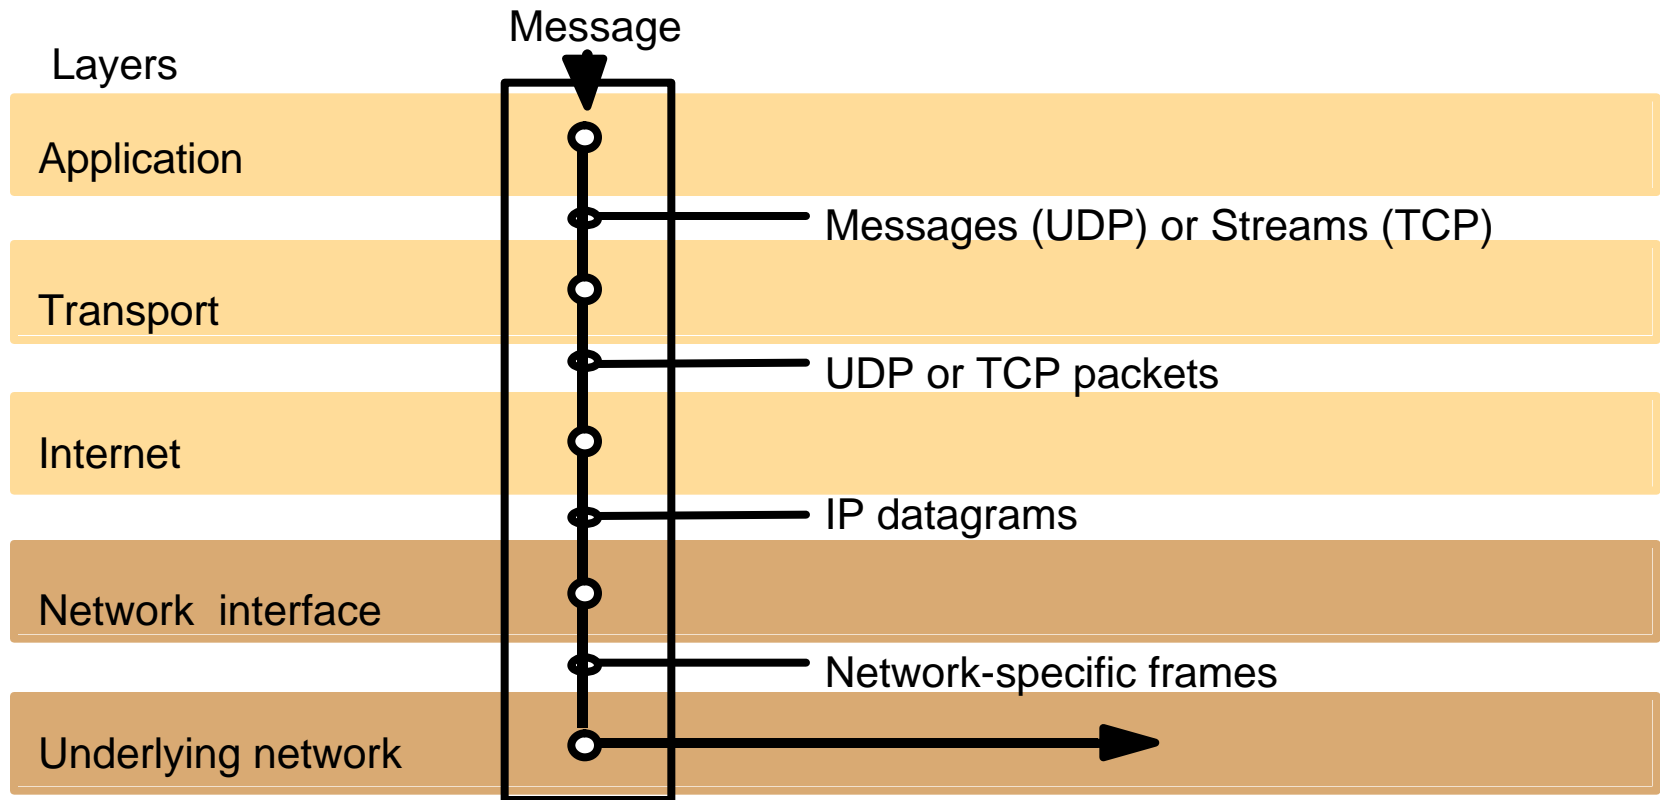 Message
Layers
Application
Messages (UDP) or Streams (TCP)
Transport
UDP or TCP packets
Internet
IP datagrams
Network interface
Network-specific frames
Underlying network